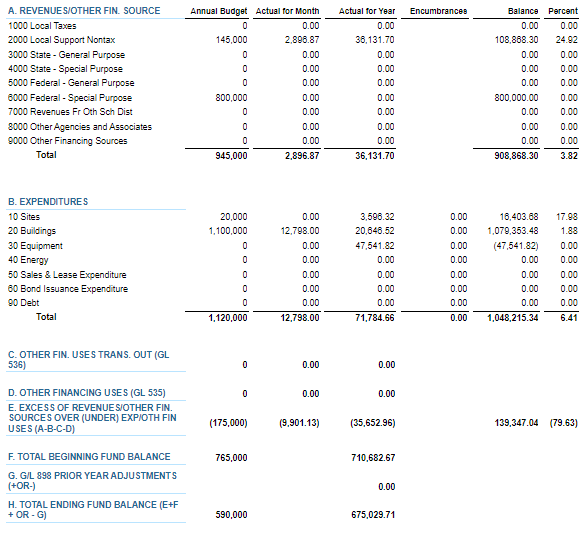 A. REVENUES/OTHER FIN. SOURCE Annual Budget Actual for Month Actual for Year Encumbrances Balance Percent
1000 Local Taxes 0 0.00 0.00 0.00 0.00
2000 Local Support Nontax 145,000 2,896.87 36,131.70 108,868.30 24.92
3000 State - General Purpose 0 0.00 0.00 0.00 0.00
4000 State - Special Purpose 0 0.00 0.00 0.00 0.00
5000 Federal - General Purpose 0 0.00 0.00 0.00 0.00
6000 Federal - Special Purpose 800,000 0.00 0.00 800,000.00 0.00
7000 Revenues Fr Oth Sch Dist 0 0.00 0.00 0.00 0.00
8000 Other Agencies and Associates 0 0.00 0.00 0.00 0.00
9000 Other Financing Sources 0 0.00 0.00 0.00 0.00
Total 945,000 2,896.87 36,131.70 908,868.30 3.82
B. EXPENDITURES
10 Sites 20,000 0.00 3,596.32 0.00 16,403.68 17.98
20 Buildings 1,100,000 12,798.00 20,646.52 0.00 1,079,353.48 1.88
30 Equipment 0 0.00 47,541.82 0.00 (47,541.82) 0.00
40 Energy 0 0.00 0.00 0.00 0.00 0.00
50 Sales & Lease Expenditure 0 0.00 0.00 0.00 0.00 0.00
60 Bond Issuance Expenditure 0 0.00 0.00 0.00 0.00 0.00
90 Debt 0 0.00 0.00 0.00 0.00 0.00
Total 1,120,000 12,798.00 71,784.66 0.00 1,048,215.34 6.41
C. OTHER FIN. USES TRANS. OUT (GL
536) 0 0.00 0.00
D. OTHER FINANCING USES (GL 535) 0 0.00 0.00
E. EXCESS OF REVENUES/OTHER FIN.
SOURCES OVER (UNDER) EXP/OTH FIN (175,000) (9,901.13) (35,652.96) 139,347.04 (79.63)
USES (A-B-C-D)
F. TOTAL BEGINNING FUND BALANCE 765,000 710,682.67
G. G/L 898 PRIOR YEAR ADJUSTMENTS
(+OR-) 0.00
H. TOTAL ENDING FUND BALANCE (E+F
+ OR - G) 590,000 675,029.71